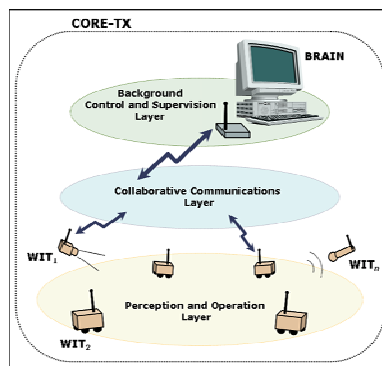 CORE-TX
BRAIN
Background
Control and Supervision
Layer
Collaborative Communications
Layer
WIT1
WITn
Perception and Operation
Layer
WIT2